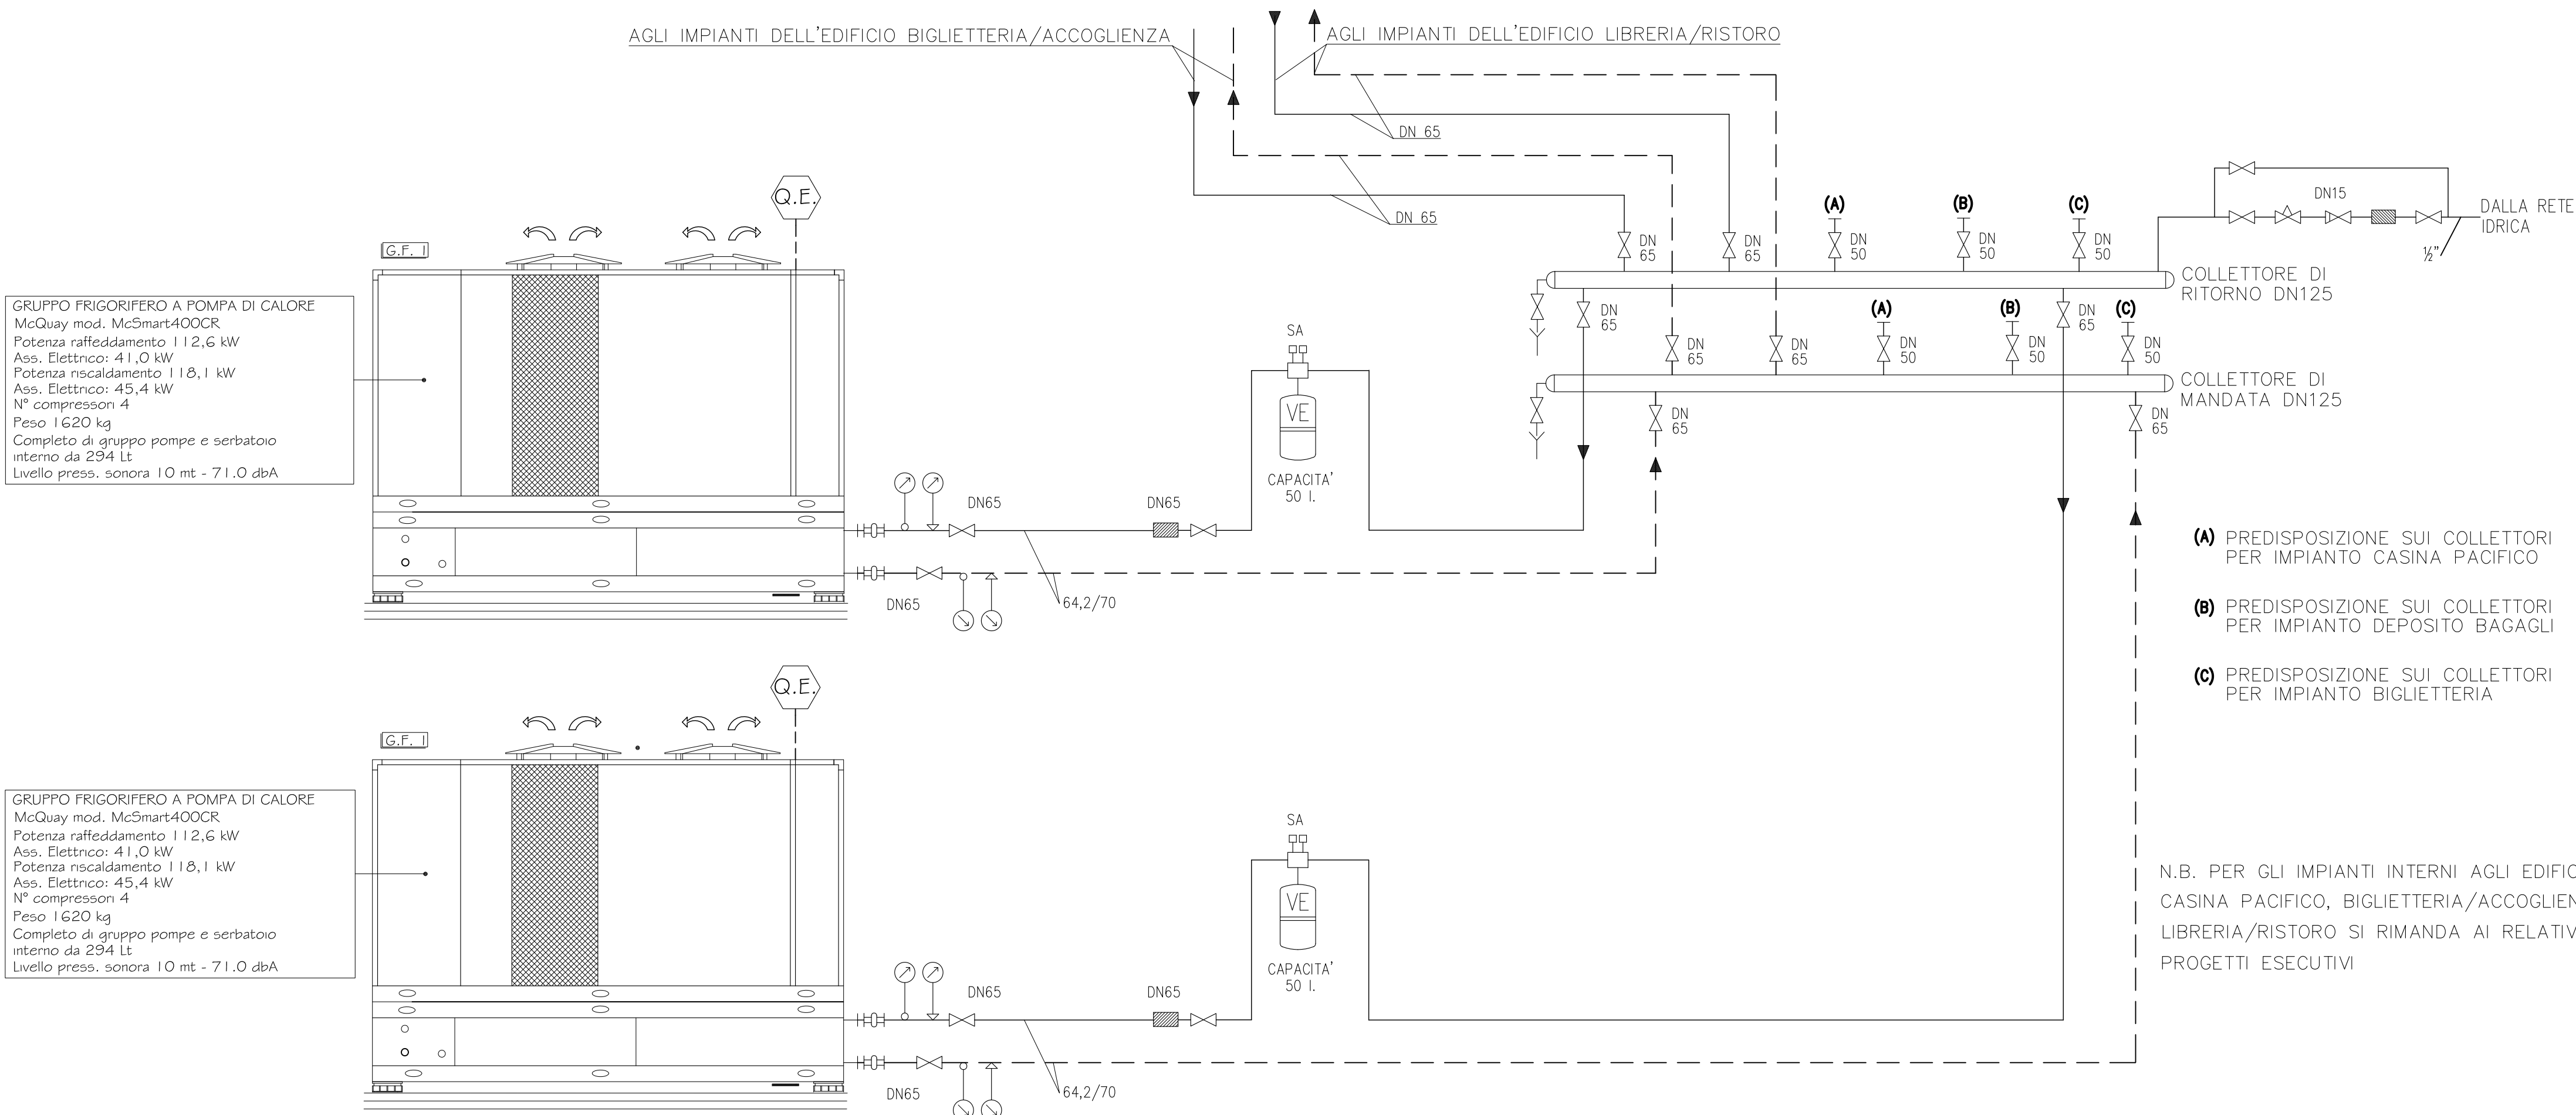 AGLI IMPIANTI DELL'EDIFICIO BIGLIETTERIA/ACCOGLIENZA
AGLI IMPIANTI DELL'EDIFICIO LIBRERIA/RISTORO
DN 65
DN 65
Q.E.
G.F. 1
GRUPPO FRIGORIFERO A POMPA DI CALORE
McQuay mod. McSmart400CR
Potenza raffeddamento 112,6 kW
Ass. Elettrico: 41,0 kW
Potenza riscaldamento 118,1 kW
Ass. Elettrico: 45,4 kW
N° compressori 4
Peso 1620 kg
Completo di gruppo pompe e serbatoio
interno da 294 Lt
Livello press. sonora 10 mt - 71.0 dbA
(A)
(B)
(C)
DN
65
DN
65
DN
50
DN
50
DN
50
DN15
DALLA RETE
IDRICA
½"
COLLETTORE DI
RITORNO DN125
DN
65
DN
65
(A)
(B)
(C)
DN
65
DN
65
DN
50
DN
50
DN
50
COLLETTORE DI
MANDATA DN125
DN
65
DN
65
SA
VE
CAPACITA'
50 l.
DN65
DN65
DN65
64,2/70
(A) PREDISPOSIZIONE SUI COLLETTORI
PER IMPIANTO CASINA PACIFICO
(B) PREDISPOSIZIONE SUI COLLETTORI
PER IMPIANTO DEPOSITO BAGAGLI
(C) PREDISPOSIZIONE SUI COLLETTORI
PER IMPIANTO BIGLIETTERIA
Q.E.
G.F. 1
GRUPPO FRIGORIFERO A POMPA DI CALORE
McQuay mod. McSmart400CR
Potenza raffeddamento 112,6 kW
Ass. Elettrico: 41,0 kW
Potenza riscaldamento 118,1 kW
Ass. Elettrico: 45,4 kW
N° compressori 4
Peso 1620 kg
Completo di gruppo pompe e serbatoio
interno da 294 Lt
Livello press. sonora 10 mt - 71.0 dbA
SA
VE
CAPACITA'
50 l.
DN65
DN65
DN65
64,2/70
N.B. PER GLI IMPIANTI INTERNI AGLI EDIFIC
CASINA PACIFICO, BIGLIETTERIA/ACCOGLIEN
LIBRERIA/RISTORO SI RIMANDA AI RELATIV
PROGETTI ESECUTIVI